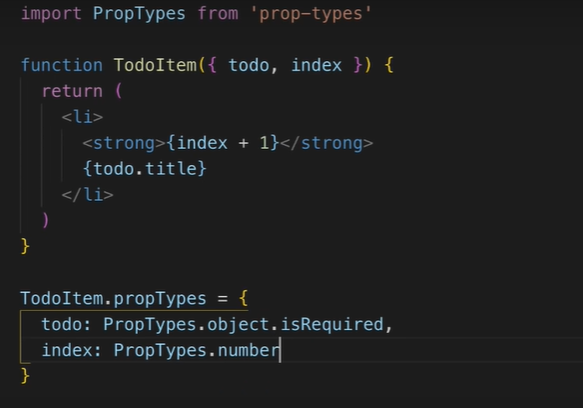 import PropTypes from 'prop-types'
function TodoItem({ todo, index }) {
return (
<li>
<strong>{index + 1}</strong>
{todo.title}
</li>
)
}
TodoItem.propTypes = {
todo: PropTypes.object.isRequired,
index: PropTypes.number
}